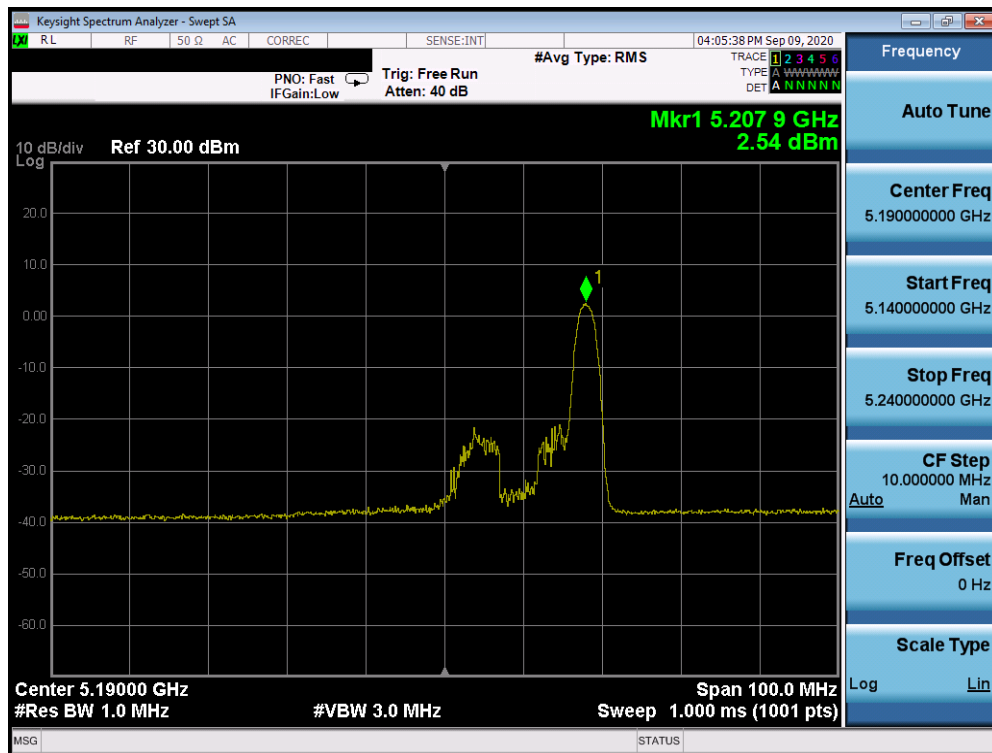 Keysight Spectrum Analyzer - Swept SA
LXI RL RF 50 Ω AC CORREC SENSE:INT 04:05:38 PM Sep 09, 2020
#Avg Type: RMS TRACE 1 2 3 4 5 6
PNO: Fast Trig: Free Run TYPE A WWWWW
IFGain:Low Atten: 40 dB DET A N N N N N
Mkr1 5.207 9 GHz
2.54 dBm
10 dB/div Ref 30.00 dBm
Log
20.0
10.0
0.00
-10.0
-20.0
-30.0
-40.0
-50.0
-60.0
1
Center 5.19000 GHz Span 100.0 MHz
#Res BW 1.0 MHz #VBW 3.0 MHz Sweep 1.000 ms (1001 pts)
MSG STATUS
Frequency
Auto Tune
Center Freq
5.190000000 GHz
Start Freq
5.140000000 GHz
Stop Freq
5.240000000 GHz
CF Step
10.000000 MHz
Auto Man
Freq Offset
0 Hz
Scale Type
Log Lin